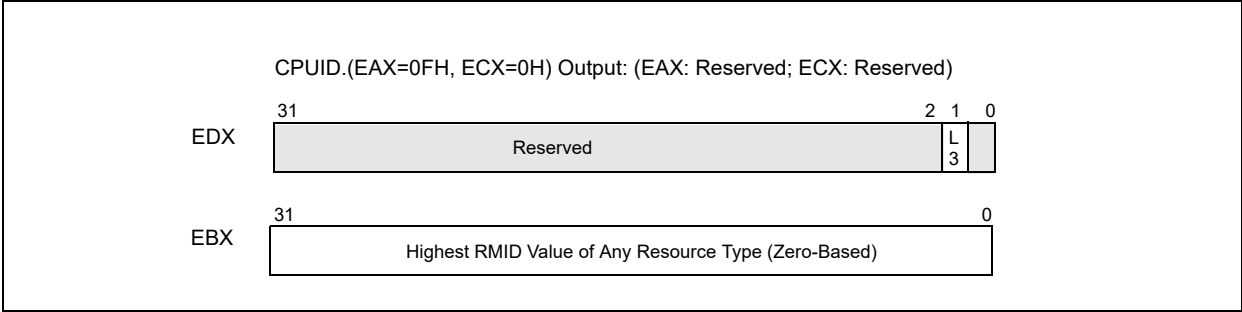 CPUID.(EAX=0FH, ECX=0H) Output: (EAX: Reserved; ECX: Reserved)
31 2 1 0
EDX Reserved L
3
31 0
EBX Highest RMID Value of Any Resource Type (Zero-Based)